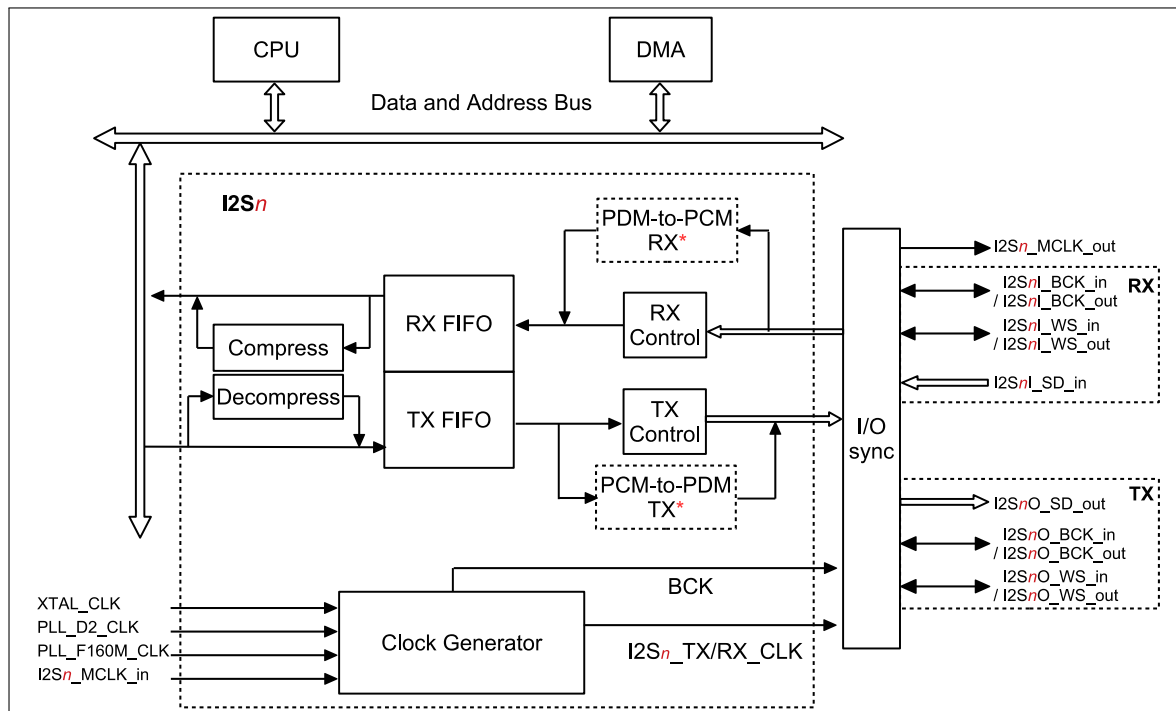 CPU
DMA
Data and Address Bus
I2Sn
PDM-to-PCM
RX*
I2Sn_MCLK_out
RX
I2SnI_BCK_in
/ I2SnI_BCK_out
I2SnI_WS_in
/ I2SnI_WS_out
I2SnI_SD_in
RX FIFO
RX
Control
Compress
Decompress
TX FIFO
TX
Control
I/O
sync
PCM-to-PDM
TX*
TX
I2SnO_SD_out
I2SnO_BCK_in
/ I2SnO_BCK_out
I2SnO_WS_in
/ I2SnO_WS_out
BCK
XTAL_CLK
PLL_D2_CLK
PLL_F160M_CLK
I2Sn_MCLK_in
Clock Generator
I2Sn_TX/RX_CLK